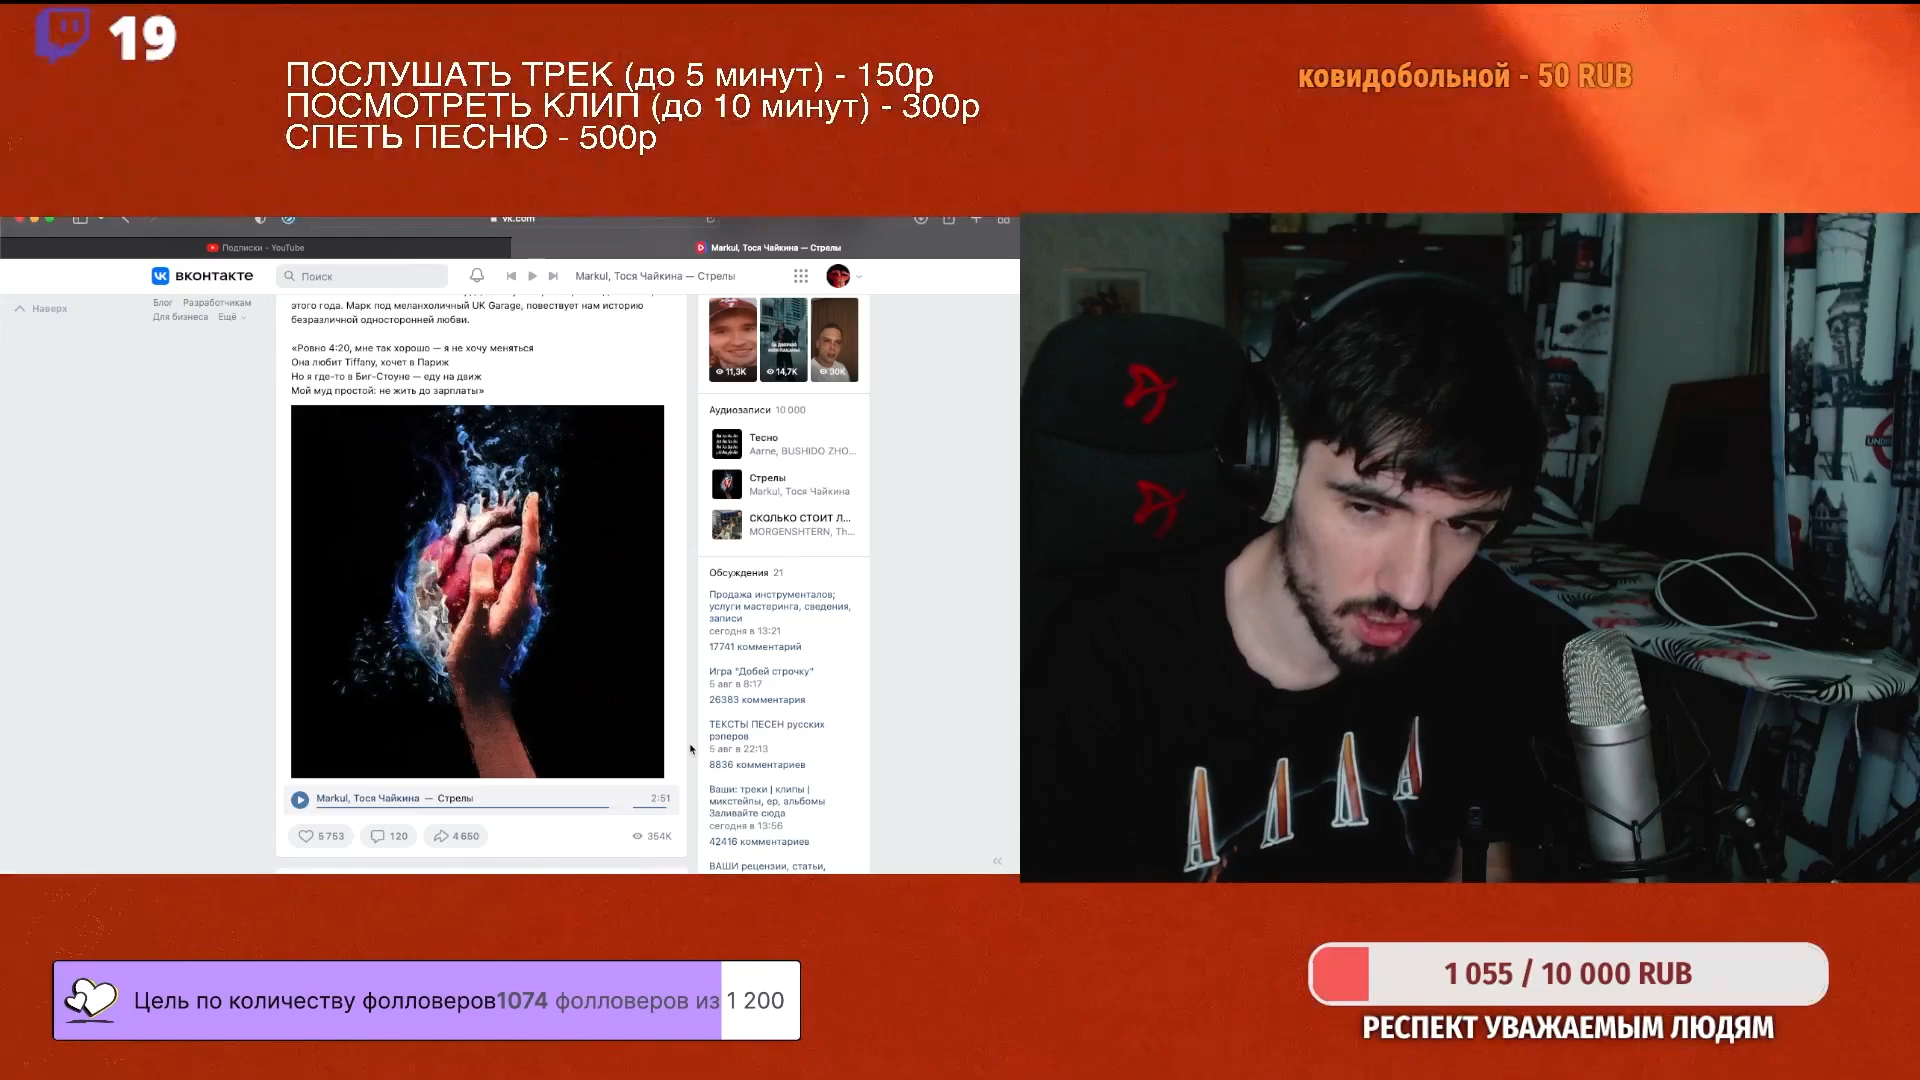 19
ПОСЛУШАТЬ ТРЕК (до 5 минут) - 150р
ПОСМОТРЕТЬ КЛИП (до 10 минут) - 300р
СПЕТЬ ПЕСНЮ - 500р
ковидобольной - 50 RUB
vk.com
Подписки - YouTube
Markul, Тося Чайкина — Стрелы
ВКОНТАКТЕ
Поиск
Markul, Тося Чайкина — Стрелы
Наверх
Блог Разработчикам
Для бизнеса Ещё
этого года. Марк под меланхоличный UK Garage, повествует нам историю
безразличной односторонней любви.
«Ровно 4:20, мне так хорошо — я не хочу меняться
Она любит Tiffany, хочет в Париж
Но я где-то в Биг-Стоуне — еду на движ
Мой муд простой: не жить до зарплаты»
Markul, Тося Чайкина — Стрелы
2:51
5 753
120
4 650
354K
11,3K
14,7K
30K
Аудиозаписи 10 000
Тесно
Aarne, BUSHIDO ZHO...
Стрелы
Markul, Тося Чайкина
СКОЛЬКО СТОИТ Л...
MORGENSHTERN, Th...
Обсуждения 21
Продажа инструменталов;
услуги мастеринга, сведения,
записи
сегодня в 13:21
17741 комментарий
Игра "Добей строчку"
5 авг в 8:17
26383 комментария
ТЕКСТЫ ПЕСЕН русских
рэперов
5 авг в 22:13
8836 комментариев
Ваши: треки | клипы |
микстейпы, ep, альбомы
Заливайте сюда
сегодня в 13:56
42416 комментариев
ВАШИ рецензии, статьи,
Цель по количеству фолловеров1074 фолловеров из 1 200
1 055 / 10 000 RUB
РЕСПЕКТ УВАЖАЕМЫМ ЛЮДЯМ